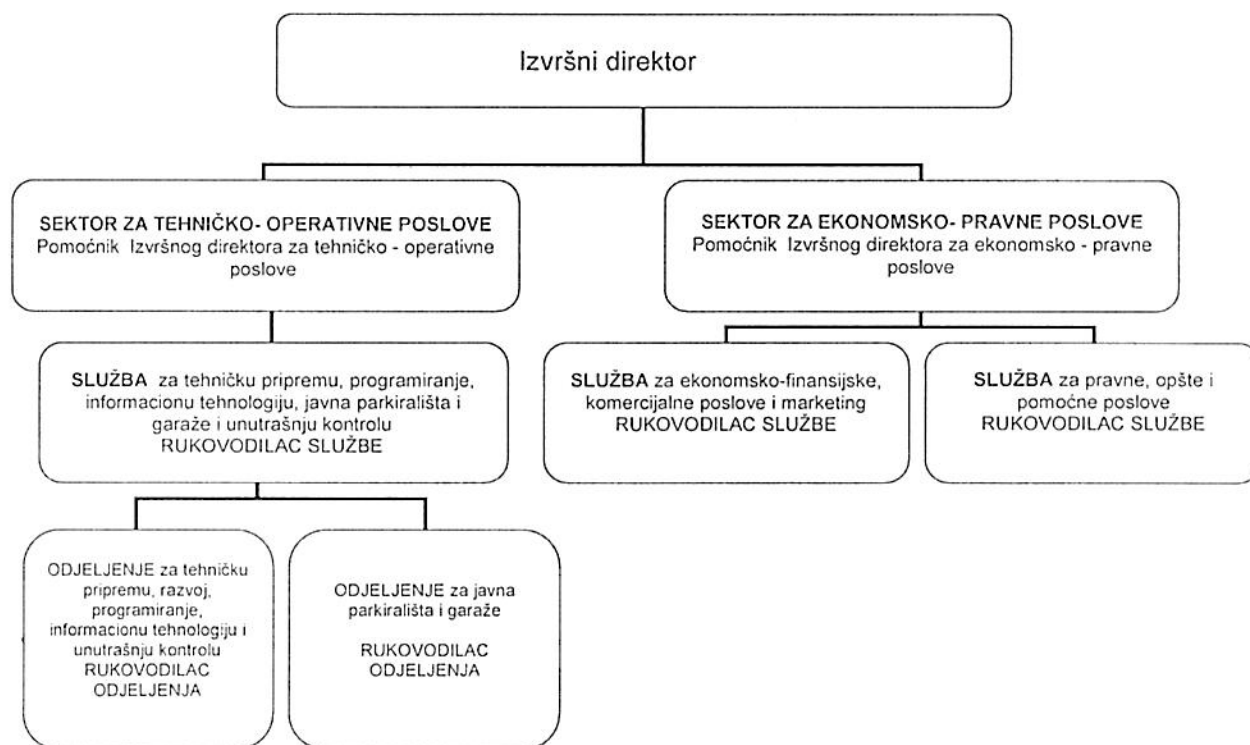 Izvršni direktor
SEKTOR ZA TEHNIČKO- OPERATIVNE POSLOVE
Pomoćnik Izvršnog direktora za tehničko - operativne
poslove
SEKTOR ZA EKONOMSKO- PRAVNE POSLOVE
Pomoćnik Izvršnog direktora za ekonomsko - pravne
poslove
SLUŽBA za tehničku pripremu, programiranje,
informacionu tehnologiju, javna parkirališta i
garaže i unutrašnju kontrolu
RUKOVODILAC SLUŽBE
SLUŽBA za ekonomsko-finansijske,
komercijalne poslove i marketing
RUKOVODILAC SLUŽBE
SLUŽBA za pravne, opšte i
pomoćne poslove
RUKOVODILAC SLUŽBE
ODJELJENJE za tehničku
pripremu, razvoj,
programiranje,
informacionu tehnologiju i
unutrašnju kontrolu
RUKOVODILAC
ODJELJENJA
ODJELJENJE za javna
parkirališta i garaže
RUKOVODILAC
ODJELJENJA